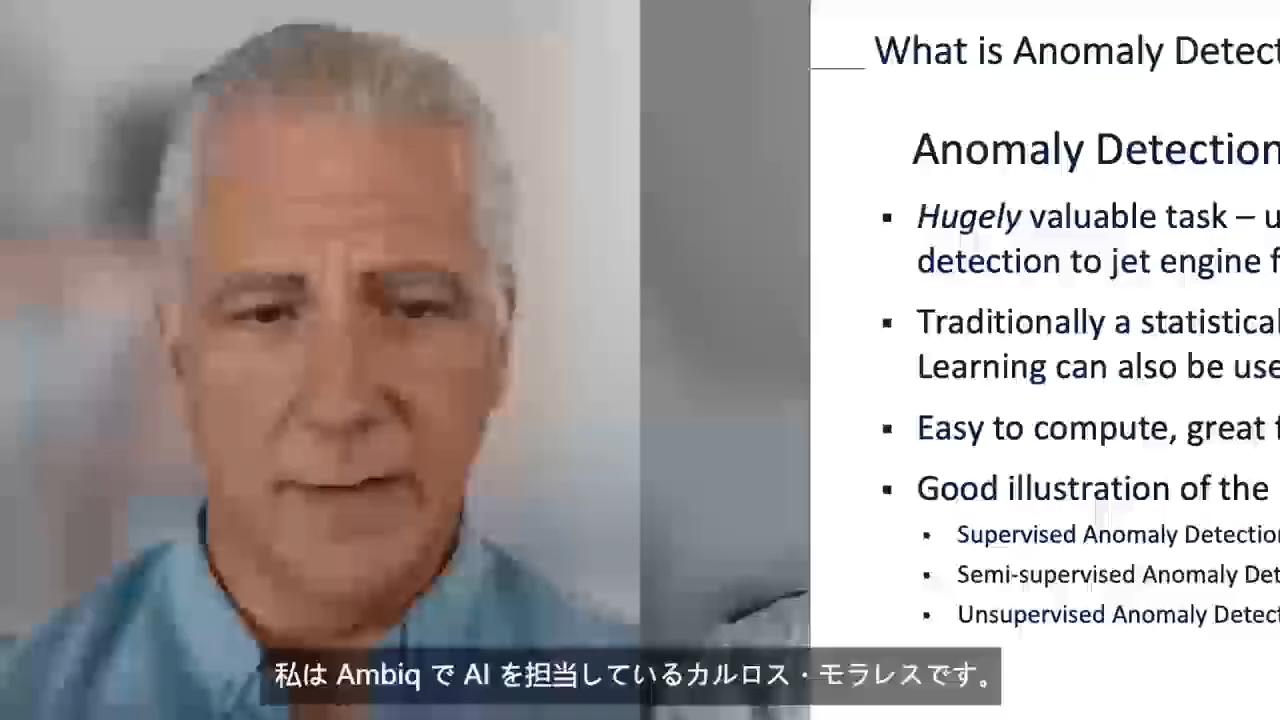 What is Anomaly Detect
Anomaly Detection
▪ Hugely valuable task – u
detection to jet engine f
▪ Traditionally a statistical
Learning can also be use
▪ Easy to compute, great f
▪ Good illustration of the
▪ Supervised Anomaly Detection
▪ Semi-supervised Anomaly Det
▪ Unsupervised Anomaly Detect
私は Ambiq で AI を担当しているカルロス・モラレスです。